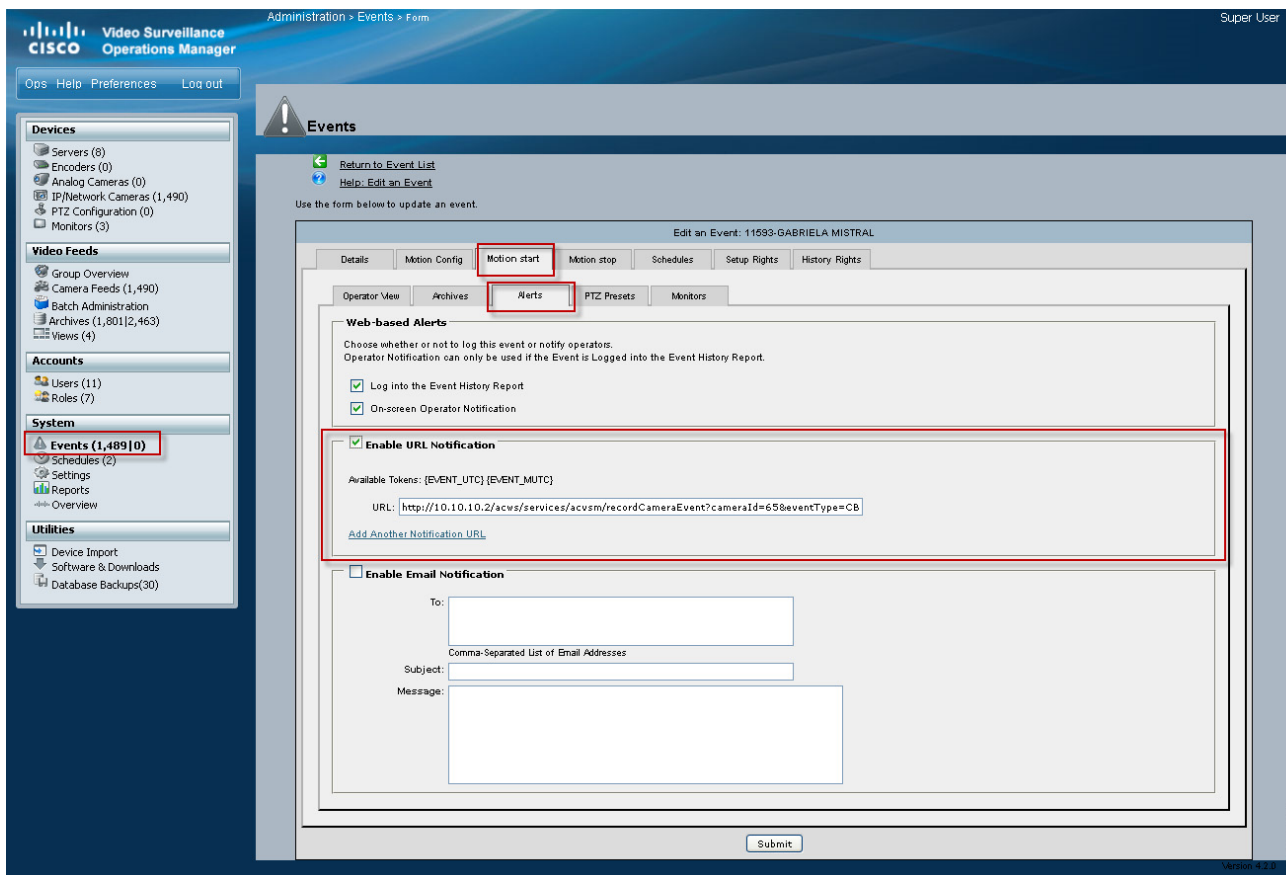 Administration > Events > Form
Super User
CISCO
Video Surveillance
Operations Manager
Ops Help Preferences Log out
Devices
Servers (8)
Encoders (0)
Analog Cameras (0)
IP/Network Cameras (1,490)
PTZ Configuration (0)
Monitors (3)
Video Feeds
Group Overview
Camera Feeds (1,490)
Batch Administration
Archives (1,801|2,463)
Views (4)
Accounts
Users (11)
Roles (7)
System
Events (1,489|0)
Schedules (2)
Settings
Reports
Overview
Utilities
Device Import
Software & Downloads
Database Backups(30)
Events
Return to Event List
Help: Edit an Event
Use the form below to update an event.
Edit an Event: 11593-GABRIELA MISTRAL
Details Motion Config Motion start Motion stop Schedules Setup Rights History Rights
Operator View Archives Alerts PTZ Presets Monitors
Web-based Alerts
Choose whether or not to log this event or notify operators.
Operator Notification can only be used if the Event is Logged into the Event History Report.
Log into the Event History Report
On-screen Operator Notification
Enable URL Notification
Available Tokens: {EVENT_UTC} {EVENT_MUTC}
URL: http://10.10.10.2/acws/services/acvsm/recordCameraEvent?cameraId=65&eventType=CB
Add Another Notification URL
Enable Email Notification
To:
Comma-Separated List of Email Addresses
Subject:
Message:
Submit
Version 4.2.0